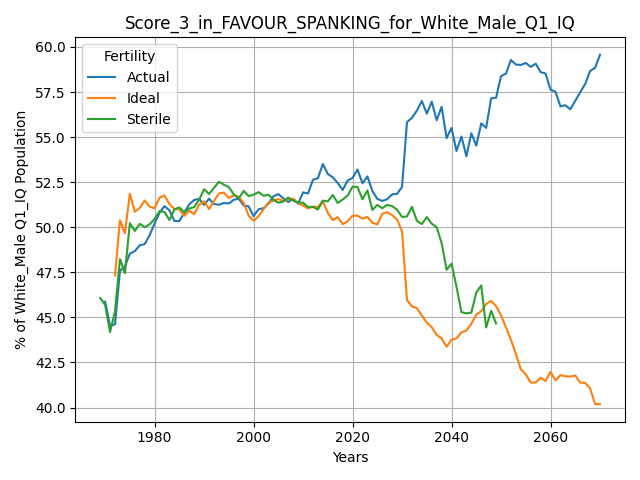 Score_3_in_FAVOUR_SPANKING_for_White_Male_Q1_IQ
% of White_Male Q1_IQ Population
60.0
57.5
55.0
52.5
50.0
47.5
45.0
42.5
40.0
Fertility
Actual
Ideal
Sterile
1980 2000 2020 2040 2060
Years